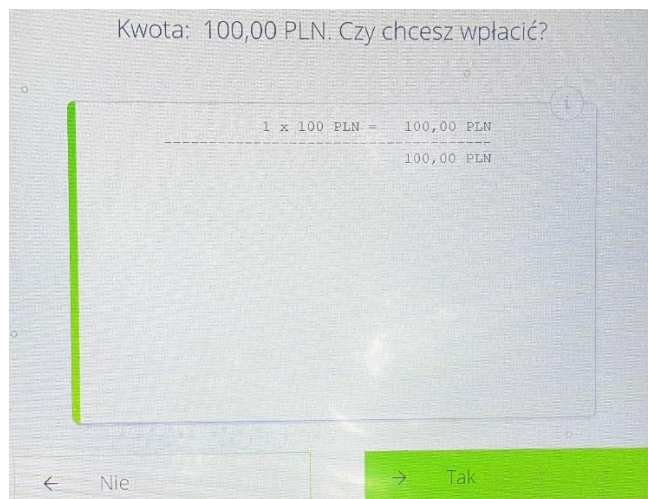 Kwota: 100,00 PLN. Czy chcesz wpłacić?
i
1 x 100 PLN = 100,00 PLN
-----------------------------------------
100,00 PLN
← Nie
→ Tak